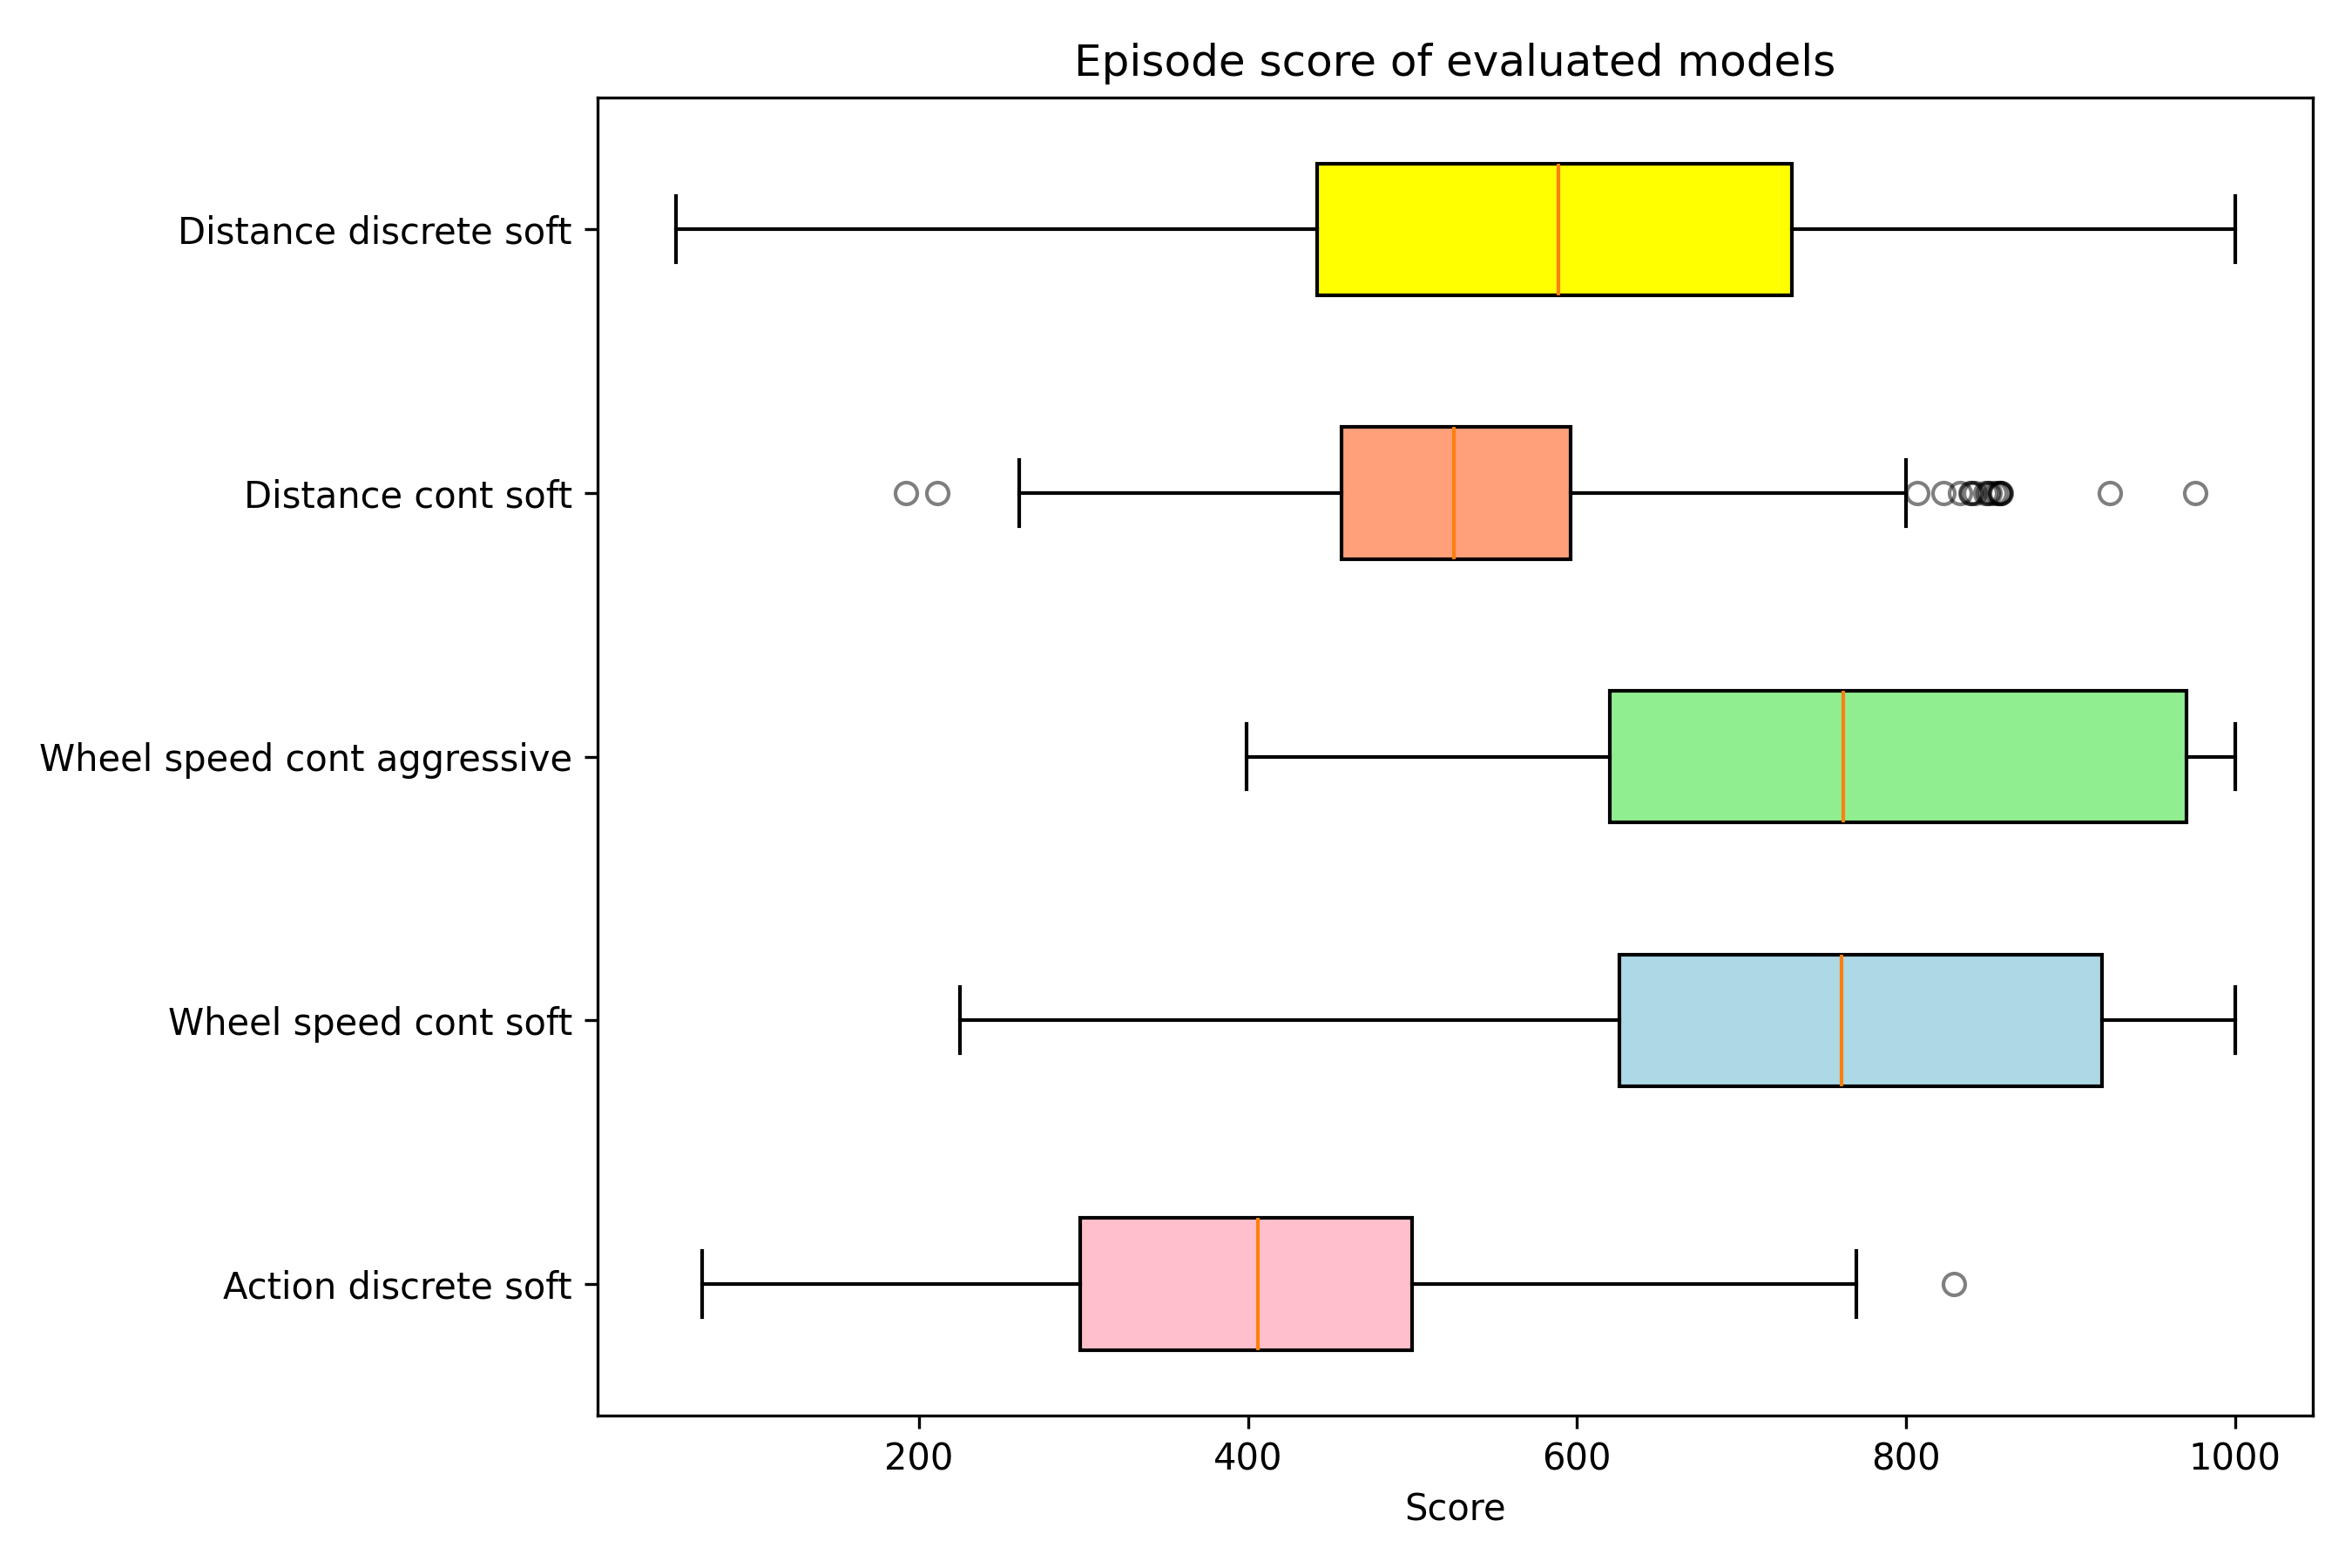 Episode score of evaluated models
Distance discrete soft
Distance cont soft
Wheel speed cont aggressive
Wheel speed cont soft
Action discrete soft
200 400 600 800 1000
Score